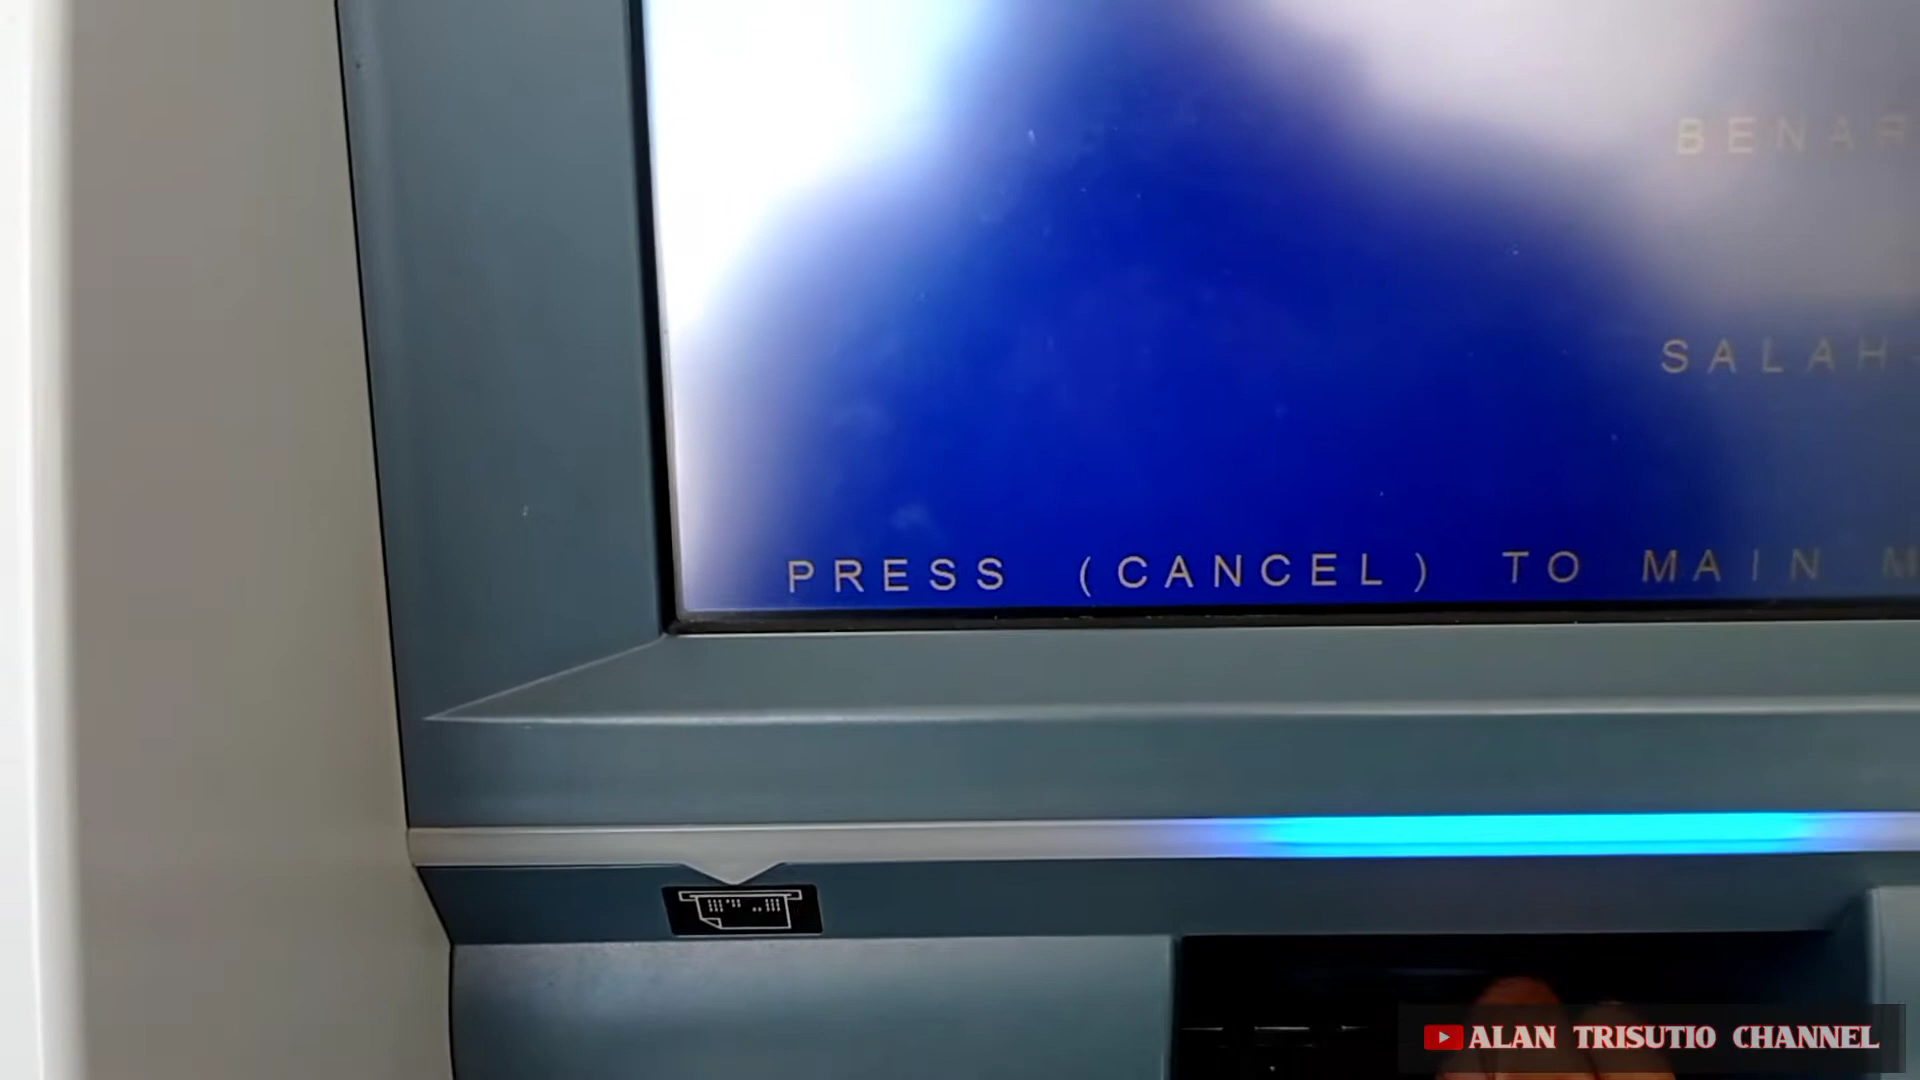 BENAR
SALAH
PRESS (CANCEL) TO MAIN
ALAN TRISUTIO CHANNEL